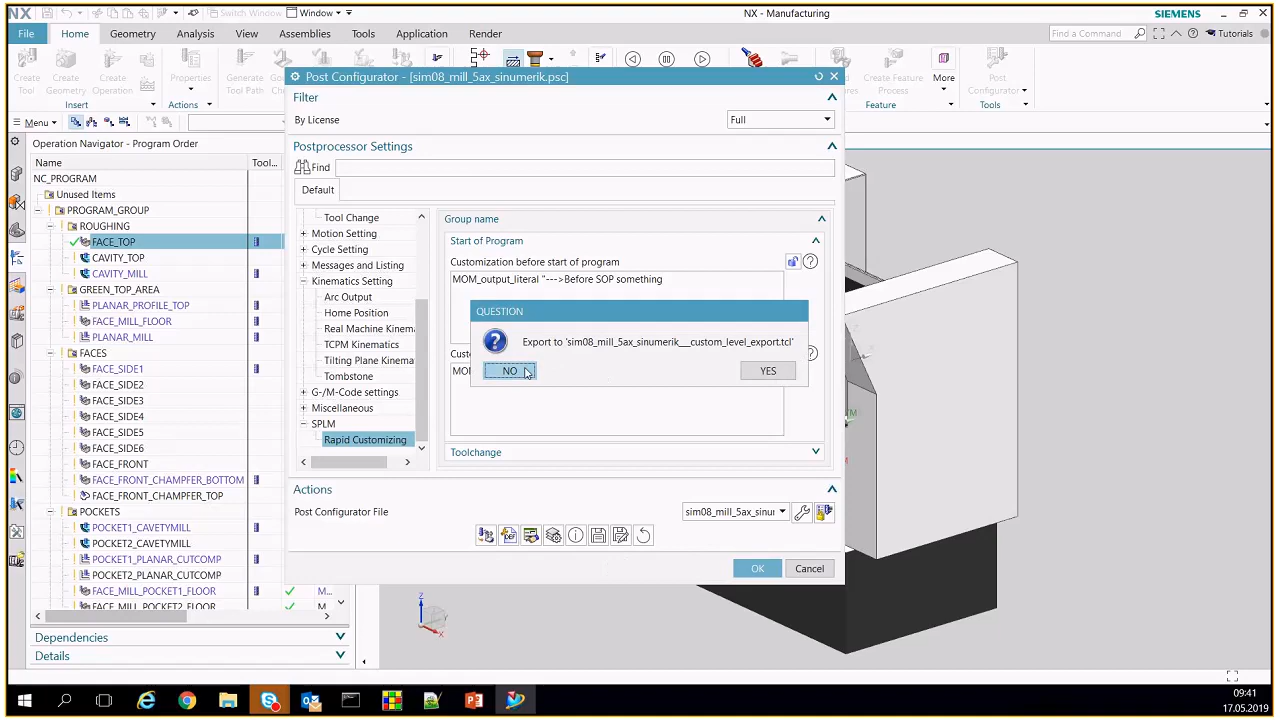 NX
Switch Window
Window
NX - Manufacturing
SIEMENS
File
Home
Geometry
Analysis
View
Assemblies
Tools
Application
Render
Find a Command
Tutorials
Create Tool
Create Geometry
Create Operation
Properties
Generate Tool Path
More
Create Feature Process
Post Configurator
Insert
Actions
Feature
Tools
Menu
Post Configurator - [sim08_mill_5ax_sinumerik.psc]
Filter
By License
Full
Postprocessor Settings
Find
Default
Operation Navigator - Program Order
Name
Tool...
NC_PROGRAM
Unused Items
PROGRAM_GROUP
ROUGHING
FACE_TOP
CAVITY_TOP
CAVITY_MILL
GREEN_TOP_AREA
PLANAR_PROFILE_TOP
FACE_MILL_FLOOR
PLANAR_MILL
FACES
FACE_SIDE1
FACE_SIDE2
FACE_SIDE3
FACE_SIDE4
FACE_SIDE5
FACE_SIDE6
FACE_FRONT
FACE_FRONT_CHAMPFER_BOTTOM
FACE_FRONT_CHAMPFER_TOP
POCKETS
POCKET1_CAVETYMILL
POCKET2_CAVETYMILL
POCKET1_PLANAR_CUTCOMP
POCKET2_PLANAR_CUTCOMP
FACE_MILL_POCKET1_FLOOR
M...
FACE_MILL_POCKET2_FLOOR
M
Dependencies
Details
Tool Change
Motion Setting
Cycle Setting
Messages and Listing
Kinematics Setting
Arc Output
Home Position
Real Machine Kinema
TCPM Kinematics
Tilting Plane Kinema
Tombstone
G-/M-Code settings
Miscellaneous
SPLM
Rapid Customizing
Group name
Start of Program
Customization before start of program
MOM_output_literal "--->Before SOP something
QUESTION
Export to 'sim08_mill_5ax_sinumerik__custom_level_export.tcl'
NO
YES
Toolchange
Actions
Post Configurator File
sim08_mill_5ax_sinu
OK
Cancel
Z
X
09:41
17.05.2019